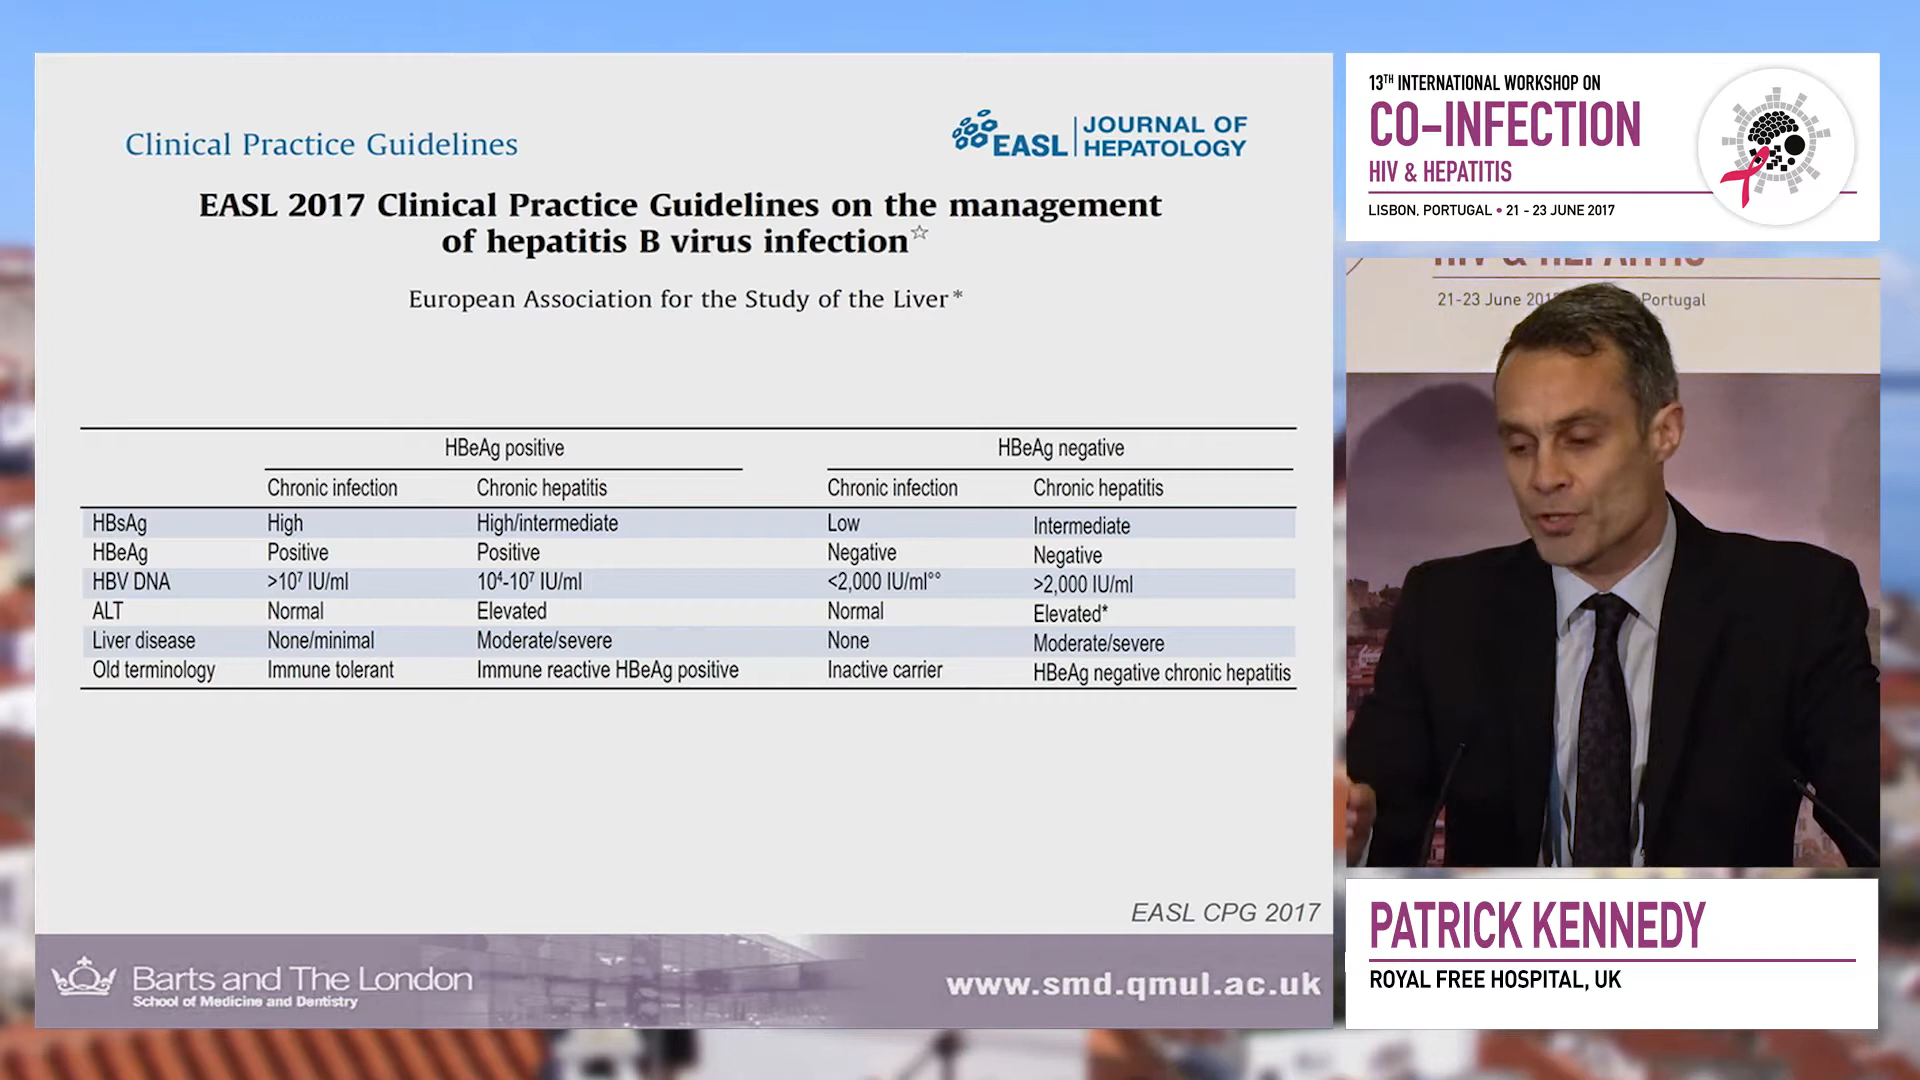 Clinical Practice Guidelines
EASL
JOURNAL OF
HEPATOLOGY
EASL 2017 Clinical Practice Guidelines on the management
of hepatitis B virus infection☆
European Association for the Study of the Liver*
HBeAg positive HBeAg negative
Chronic infection Chronic hepatitis Chronic infection Chronic hepatitis
HBsAg High High/intermediate Low Intermediate
HBeAg Positive Positive Negative Negative
HBV DNA >10⁷ IU/ml 10⁴-10⁷ IU/ml <2,000 IU/ml°° >2,000 IU/ml
ALT Normal Elevated Normal Elevated*
Liver disease None/minimal Moderate/severe None Moderate/severe
Old terminology Immune tolerant Immune reactive HBeAg positive Inactive carrier HBeAg negative chronic hepatitis
EASL CPG 2017
Barts and The London
School of Medicine and Dentistry
www.smd.qmul.ac.uk
13TH INTERNATIONAL WORKSHOP ON
CO-INFECTION
HIV & HEPATITIS
LISBON, PORTUGAL • 21 - 23 JUNE 2017
HIV & HEPATITIS
21-23 June 201 Portugal
PATRICK KENNEDY
ROYAL FREE HOSPITAL, UK